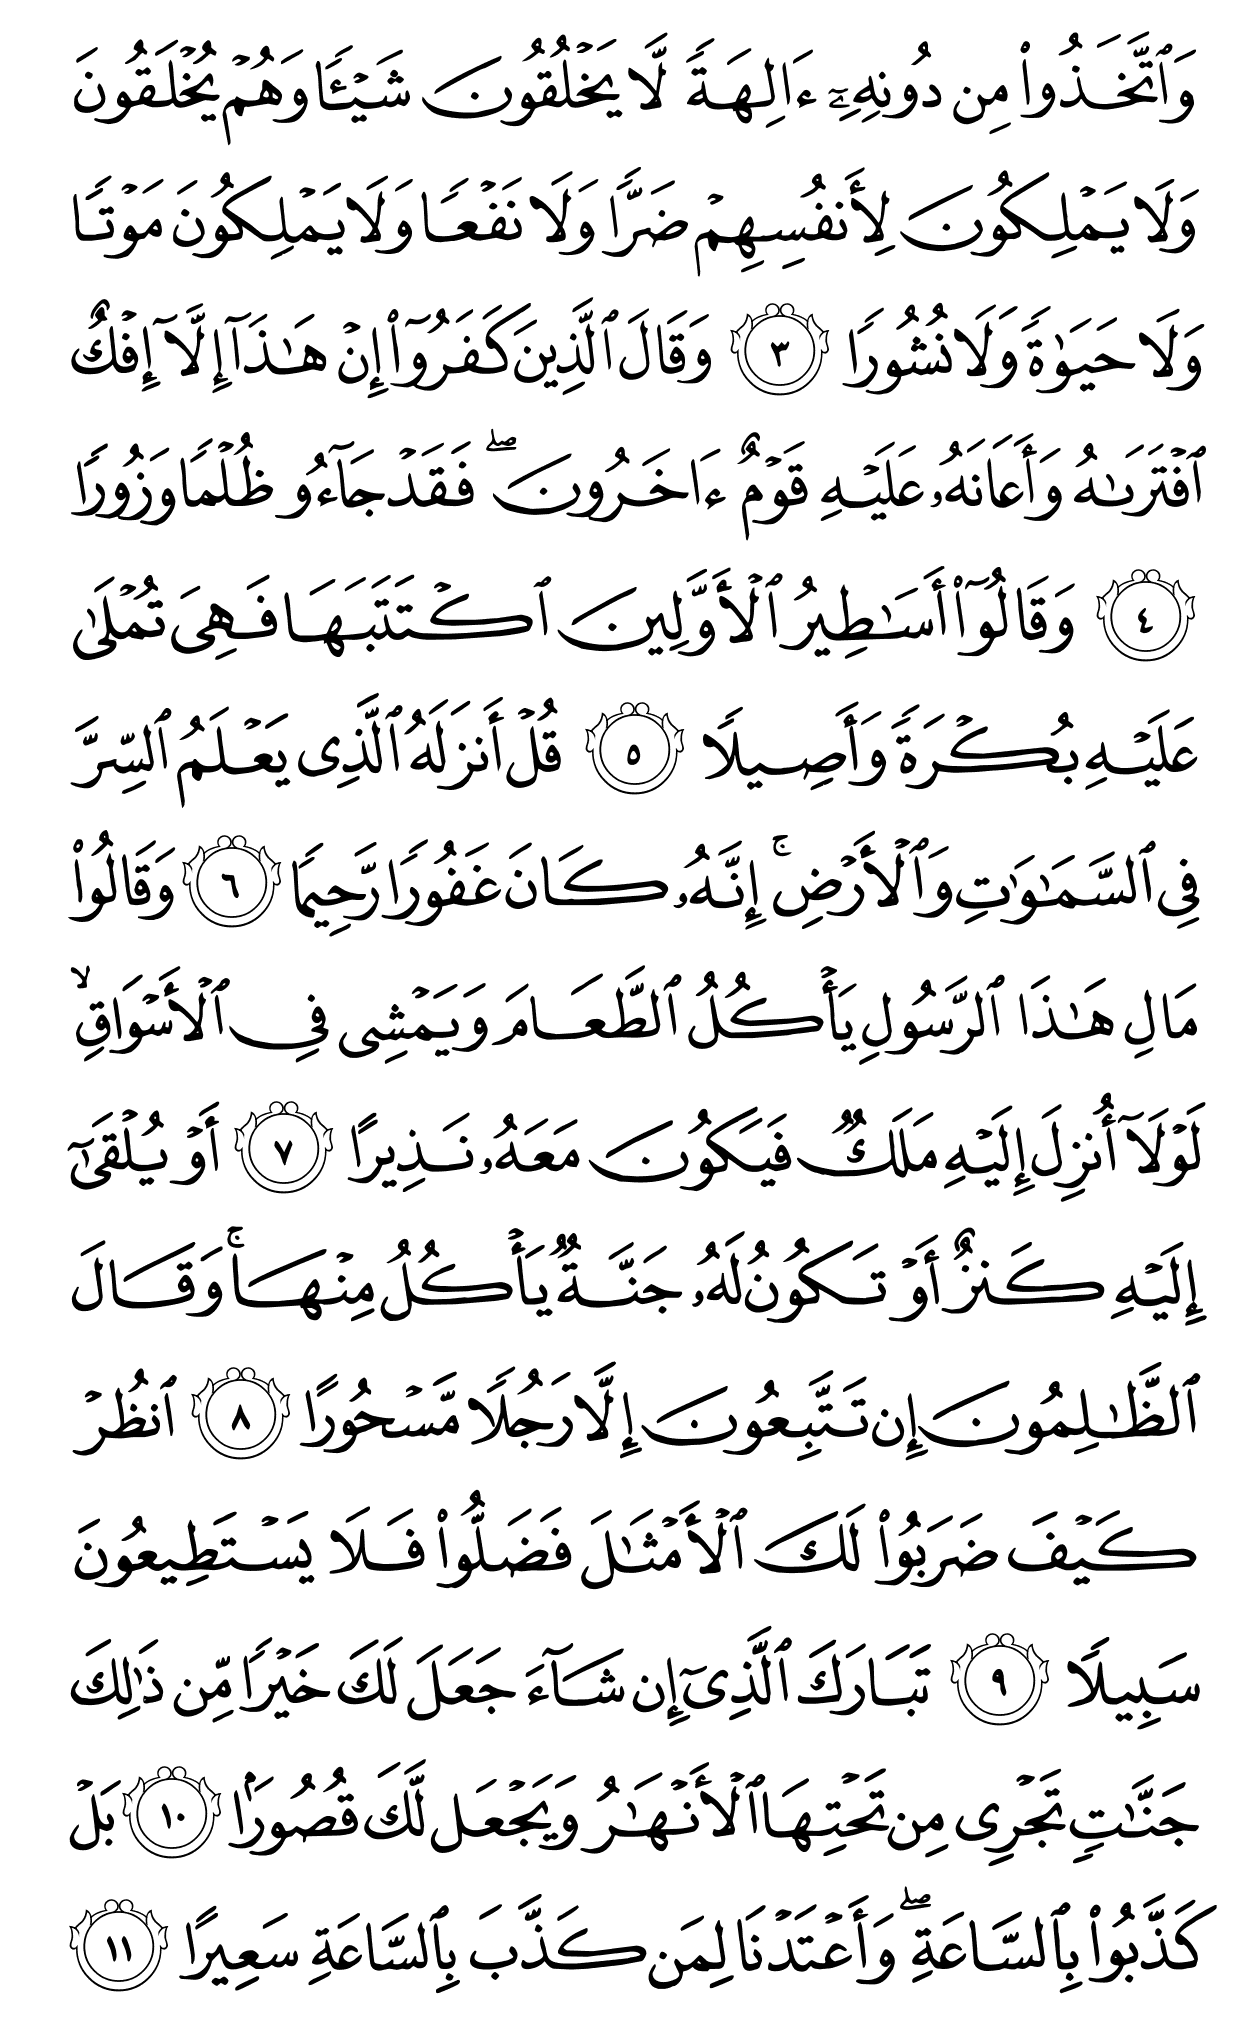 وَٱتَّخَذُوا۟ مِن دُونِهِۦٓ ءَالِهَةً لَّا يَخْلُقُونَ شَيْـًٔا وَهُمْ يُخْلَقُونَ
وَلَا يَمْلِكُونَ لِأَنفُسِهِمْ ضَرًّا وَلَا نَفْعًا وَلَا يَمْلِكُونَ مَوْتًا
وَلَا حَيَوٰةً وَلَا نُشُورًا ٣ وَقَالَ ٱلَّذِينَ كَفَرُوٓا۟ إِنْ هَـٰذَآ إِلَّآ إِفْكٌ
ٱفْتَرَىٰهُ وَأَعَانَهُۥ عَلَيْهِ قَوْمٌ ءَاخَرُونَ ۖ فَقَدْ جَآءُو ظُلْمًا وَزُورًا
٤ وَقَالُوٓا۟ أَسَـٰطِيرُ ٱلْأَوَّلِينَ ٱكْتَتَبَهَا فَهِىَ تُمْلَىٰ
عَلَيْهِ بُكْرَةً وَأَصِيلًا ٥ قُلْ أَنزَلَهُ ٱلَّذِى يَعْلَمُ ٱلسِّرَّ
فِى ٱلسَّمَـٰوَٰتِ وَٱلْأَرْضِ ۚ إِنَّهُۥ كَانَ غَفُورًا رَّحِيمًا ٦ وَقَالُوا۟
مَالِ هَـٰذَا ٱلرَّسُولِ يَأْكُلُ ٱلطَّعَامَ وَيَمْشِى فِى ٱلْأَسْوَاقِ ۙ
لَوْلَآ أُنزِلَ إِلَيْهِ مَلَكٌ فَيَكُونَ مَعَهُۥ نَذِيرًا ٧ أَوْ يُلْقَىٰٓ
إِلَيْهِ كَنزٌ أَوْ تَكُونُ لَهُۥ جَنَّةٌ يَأْكُلُ مِنْهَا ۚ وَقَالَ
ٱلظَّـٰلِمُونَ إِن تَتَّبِعُونَ إِلَّا رَجُلًا مَّسْحُورًا ٨ ٱنظُرْ
كَيْفَ ضَرَبُوا۟ لَكَ ٱلْأَمْثَـٰلَ فَضَلُّوا۟ فَلَا يَسْتَطِيعُونَ
سَبِيلًا ٩ تَبَارَكَ ٱلَّذِىٓ إِن شَآءَ جَعَلَ لَكَ خَيْرًا مِّن ذَٰلِكَ
جَنَّـٰتٍ تَجْرِى مِن تَحْتِهَا ٱلْأَنْهَـٰرُ وَيَجْعَل لَّكَ قُصُورًۢا ١٠ بَلْ
كَذَّبُوا۟ بِٱلسَّاعَةِ ۖ وَأَعْتَدْنَا لِمَن كَذَّبَ بِٱلسَّاعَةِ سَعِيرًا ١١